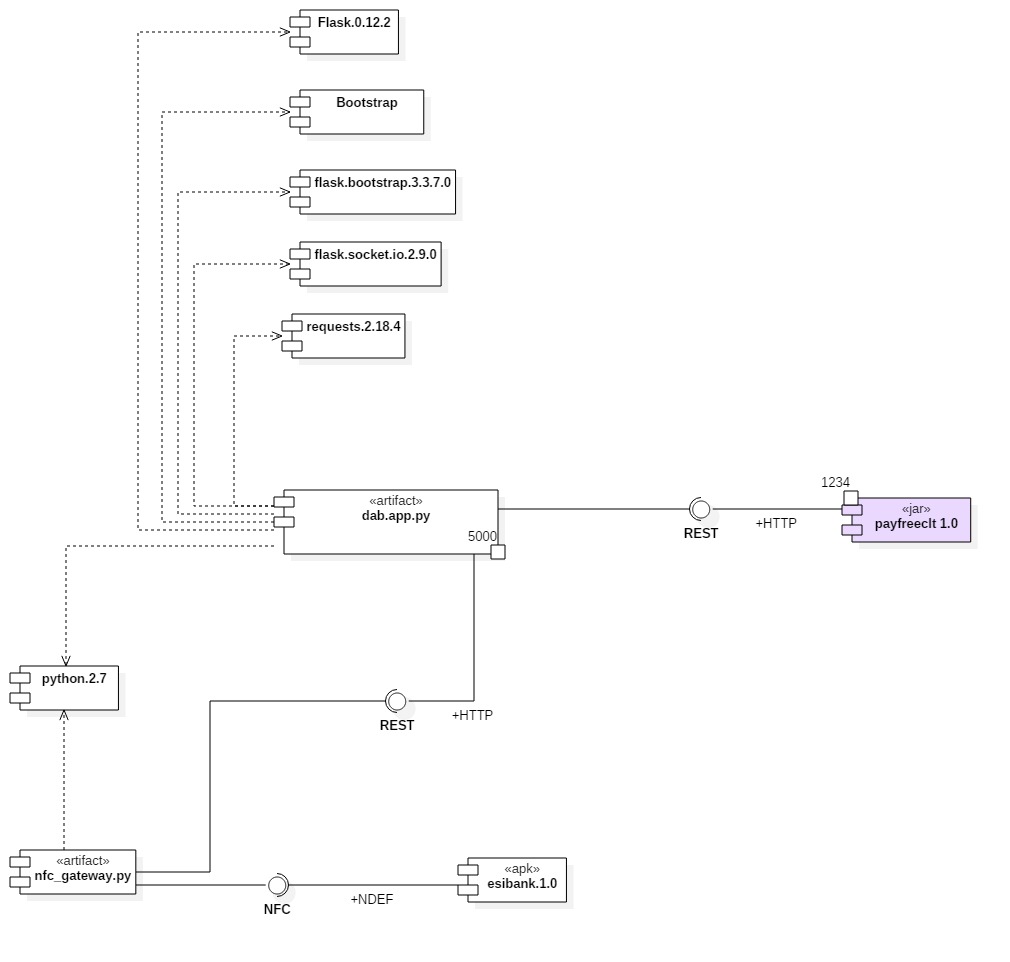 Flask.0.12.2
Bootstrap
flask.bootstrap.3.3.7.0
flask.socket.io.2.9.0
requests.2.18.4
1234
«artifact»
dab.app.py
5000
REST
+HTTP
«jar»
payfreeclt 1.0
python.2.7
REST
+HTTP
«artifact»
nfc_gateway.py
NFC
+NDEF
«apk»
esibank.1.0